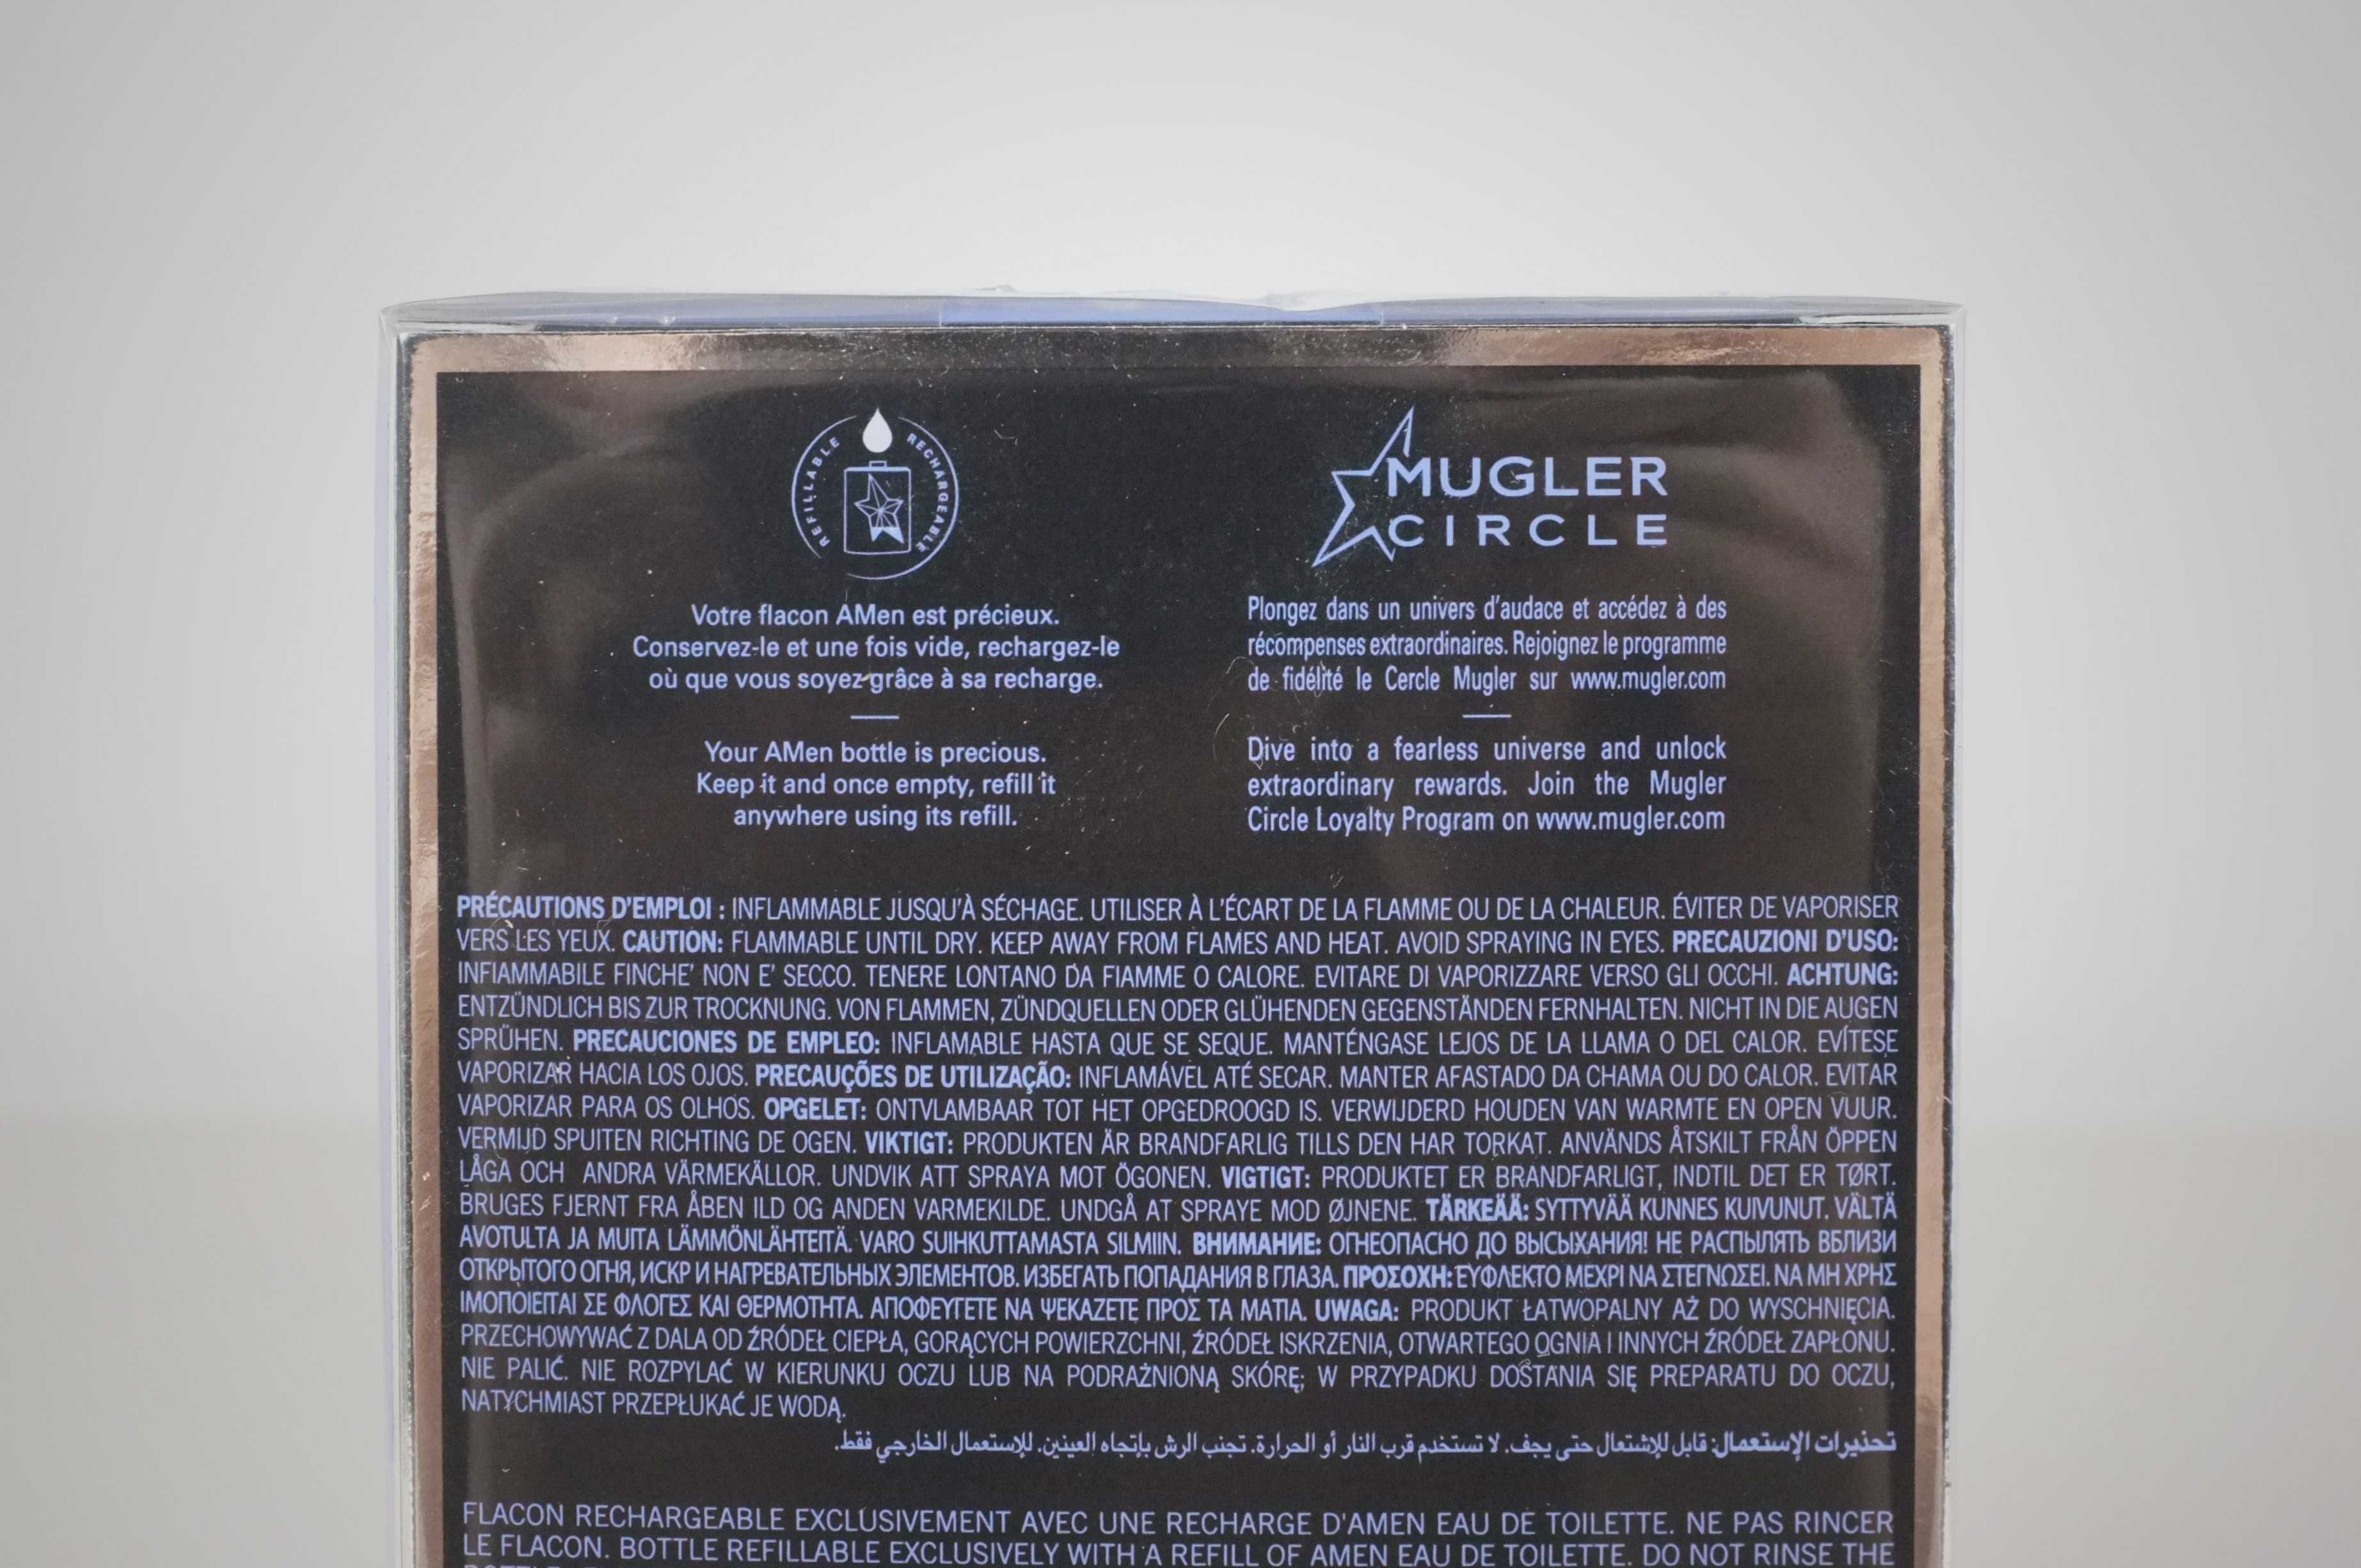 REFILLABLE RECHARGEABLE
MUGLER
CIRCLE
Votre flacon AMen est précieux.
Conservez-le et une fois vide, rechargez-le
où que vous soyez grâce à sa recharge.
Your AMen bottle is precious.
Keep it and once empty, refill it
anywhere using its refill.
Plongez dans un univers d'audace et accédez à des
récompenses extraordinaires. Rejoignez le programme
de fidélité le Cercle Mugler sur www.mugler.com
Dive into a fearless universe and unlock
extraordinary rewards. Join the Mugler
Circle Loyalty Program on www.mugler.com
PRÉCAUTIONS D'EMPLOI : INFLAMMABLE JUSQU'À SÉCHAGE. UTILISER À L'ÉCART DE LA FLAMME OU DE LA CHALEUR. ÉVITER DE VAPORISER
VERS LES YEUX. CAUTION: FLAMMABLE UNTIL DRY. KEEP AWAY FROM FLAMES AND HEAT. AVOID SPRAYING IN EYES. PRECAUZIONI D'USO:
INFIAMMABILE FINCHE' NON E' SECCO. TENERE LONTANO DA FIAMME O CALORE. EVITARE DI VAPORIZZARE VERSO GLI OCCHI. ACHTUNG:
ENTZÜNDLICH BIS ZUR TROCKNUNG. VON FLAMMEN, ZÜNDQUELLEN ODER GLÜHENDEN GEGENSTÄNDEN FERNHALTEN. NICHT IN DIE AUGEN
SPRÜHEN. PRECAUCIONES DE EMPLEO: INFLAMABLE HASTA QUE SE SEQUE. MANTÉNGASE LEJOS DE LA LLAMA O DEL CALOR. EVÍTESE
VAPORIZAR HACIA LOS OJOS. PRECAUÇÕES DE UTILIZAÇÃO: INFLAMÁVEL ATÉ SECAR. MANTER AFASTADO DA CHAMA OU DO CALOR. EVITAR
VAPORIZAR PARA OS OLHOS. OPGELET: ONTVLAMBAAR TOT HET OPGEDROOGD IS. VERWIJDERD HOUDEN VAN WARMTE EN OPEN VUUR.
VERMIJD SPUITEN RICHTING DE OGEN. VIKTIGT: PRODUKTEN ÄR BRANDFARLIG TILLS DEN HAR TORKAT. ANVÄNDS ÅTSKILT FRÅN ÖPPEN
LÅGA OCH ANDRA VÄRMEKÄLLOR. UNDVIK ATT SPRAYA MOT ÖGONEN. VIGTIGT: PRODUKTET ER BRANDFARLIGT, INDTIL DET ER TØRT.
BRUGES FJERNT FRA ÅBEN ILD OG ANDEN VARMEKILDE. UNDGÅ AT SPRAYE MOD ØJNENE. TÄRKEÄÄ: SYTTYVÄÄ KUNNES KUIVUNUT. VÄLTÄ
AVOTULTA JA MUITA LÄMMÖNLÄHTEITÄ. VARO SUIHKUTTAMASTA SILMIIN. ВНИМАНИЕ: ОГНЕОПАСНО ДО ВЫСЫХАНИЯ! НЕ РАСПЫЛЯТЬ ВБЛИЗИ
ОТКРЫТОГО ОГНЯ, ИСКР И НАГРЕВАТЕЛЬНЫХ ЭЛЕМЕНТОВ. ИЗБЕГАТЬ ПОПАДАНИЯ В ГЛАЗА. ΠΡΟΣΟΧΗ: ΕΥΦΛΕΚΤΟ ΜΕΧΡΙ ΝΑ ΣΤΕΓΝΩΣΕΙ. ΝΑ ΜΗ ΧΡΗΣ
ΙΜΟΠΟΙΕΙΤΑΙ ΣΕ ΦΛΟΓΕΣ ΚΑΙ ΘΕΡΜΟΤΗΤΑ. ΑΠΟΦΕΥΓΕΤΕ ΝΑ ΨΕΚΑΖΕΤΕ ΠΡΟΣ ΤΑ ΜΑΤΙΑ. UWAGA: PRODUKT ŁATWOPALNY AŻ DO WYSCHNIĘCIA.
PRZECHOWYWAĆ Z DALA OD ŹRÓDEŁ CIEPŁA, GORĄCYCH POWIERZCHNI, ŹRÓDEŁ ISKRZENIA, OTWARTEGO OGNIA I INNYCH ŹRÓDEŁ ZAPŁONU.
NIE PALIĆ. NIE ROZPYLAĆ W KIERUNKU OCZU LUB NA PODRAŻNIONĄ SKÓRĘ; W PRZYPADKU DOSTANIA SIĘ PREPARATU DO OCZU,
NATYCHMIAST PRZEPŁUKAĆ JE WODĄ.
تحذيرات الإستعمال: قابل للإشتعال حتى يجف. لا تستخدم قرب النار أو الحرارة. تجنب الرش بإتجاه العينين. للإستعمال الخارجي فقط.
FLACON RECHARGEABLE EXCLUSIVEMENT AVEC UNE RECHARGE D'AMEN EAU DE TOILETTE. NE PAS RINCER
LE FLACON. BOTTLE REFILLABLE EXCLUSIVELY WITH A REFILL OF AMEN EAU DE TOILETTE. DO NOT RINSE THE